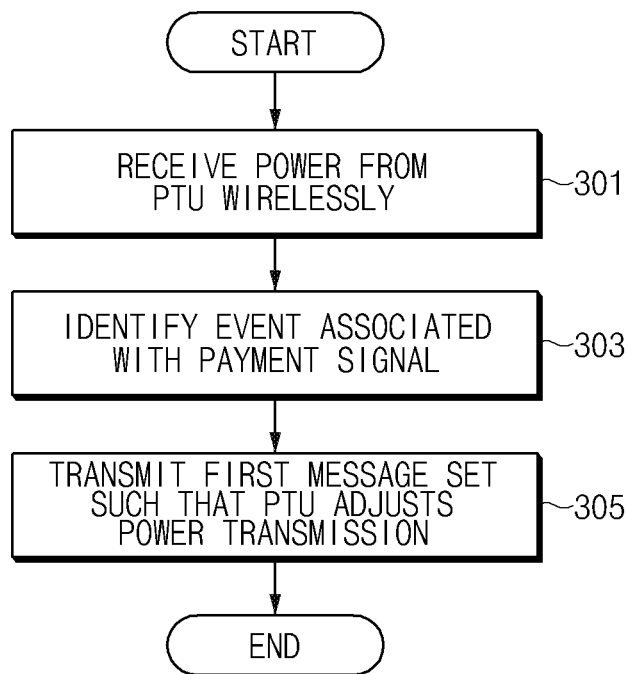 START
RECEIVE POWER FROM
PTU WIRELESSLY
301
IDENTIFY EVENT ASSOCIATED
WITH PAYMENT SIGNAL
303
TRANSMIT FIRST MESSAGE SET
SUCH THAT PTU ADJUSTS
POWER TRANSMISSION
305
END